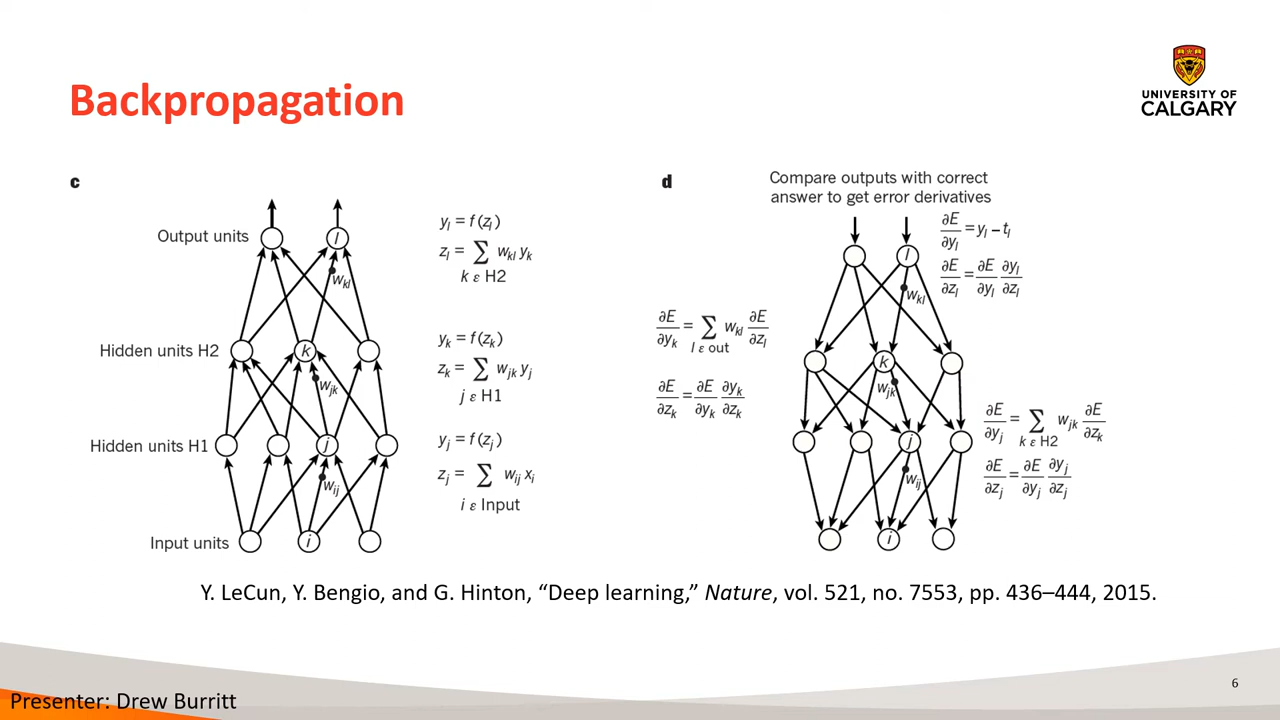 Backpropagation
UNIVERSITY OF
CALGARY
c
Output units
l
y_l = f(z_l)
z_l = ∑ w_kl y_k
k ε H2
w_kl
Hidden units H2
k
y_k = f(z_k)
z_k = ∑ w_jk y_j
j ε H1
w_jk
Hidden units H1
j
y_j = f(z_j)
z_j = ∑ w_ij x_i
i ε Input
w_ij
Input units
i
d
Compare outputs with correct
answer to get error derivatives
l
∂E/∂y_l = y_l – t_l
∂E/∂z_l = ∂E/∂y_l ∂y_l/∂z_l
w_kl
∂E/∂y_k = ∑ w_kl ∂E/∂z_l
l ε out
∂E/∂z_k = ∂E/∂y_k ∂y_k/∂z_k
k
w_jk
∂E/∂y_j = ∑ w_jk ∂E/∂z_k
k ε H2
∂E/∂z_j = ∂E/∂y_j ∂y_j/∂z_j
j
w_ij
i
Y. LeCun, Y. Bengio, and G. Hinton, “Deep learning,” Nature, vol. 521, no. 7553, pp. 436–444, 2015.
6
Presenter: Drew Burritt